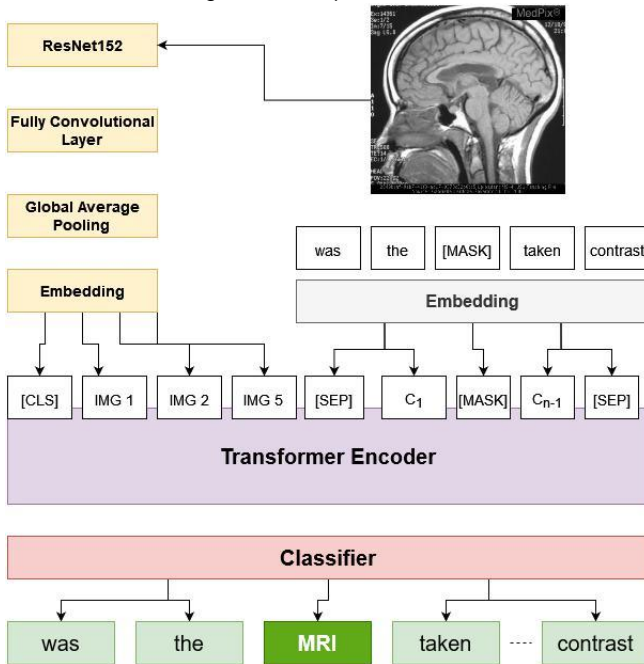 MedPix®
ResNet152
Fully Convolutional
Layer
Global Average
Pooling
was the [MASK] taken contrast
Embedding
Embedding
[CLS] IMG 1 IMG 2 IMG 5 [SEP] C1 [MASK] Cn-1 [SEP]
Transformer Encoder
Classifier
was the MRI taken contrast